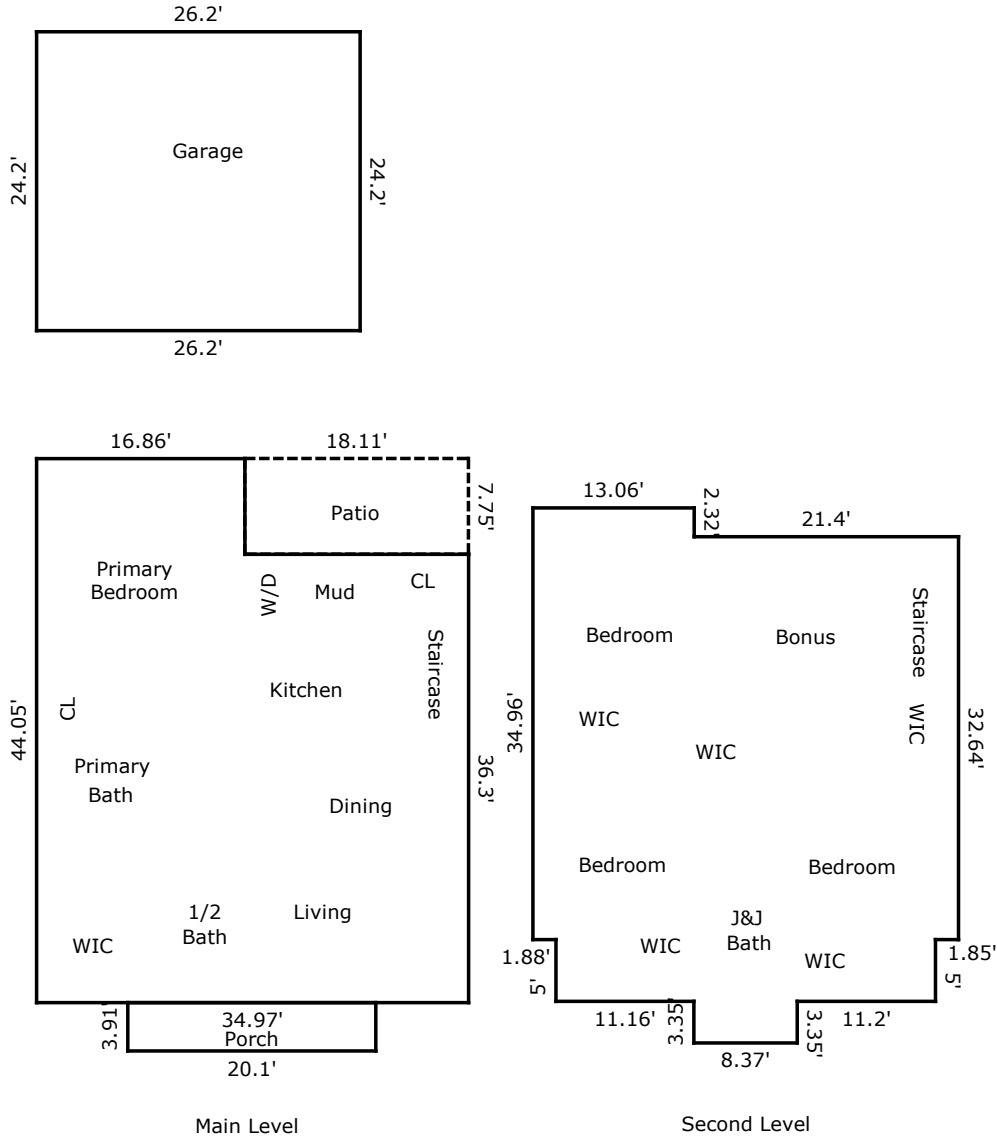 26.2'
Garage
24.2'
24.2'
26.2'
16.86'
18.11'
Patio
7.75'
Primary
Bedroom
W/D
Mud
CL
Staircase
Kitchen
CL
44.05'
Primary
Bath
36.3'
Dining
1/2
Bath
Living
WIC
3.91'
34.97'
Porch
20.1'
Main Level
13.06'
2.32'
21.4'
Bedroom
Bonus
Staircase
WIC
34.96'
WIC
WIC
32.64'
Bedroom
Bedroom
J&J
Bath
WIC
WIC
1.88'
5'
1.85'
5'
11.16'
3.35'
3.35'
11.2'
8.37'
Second Level